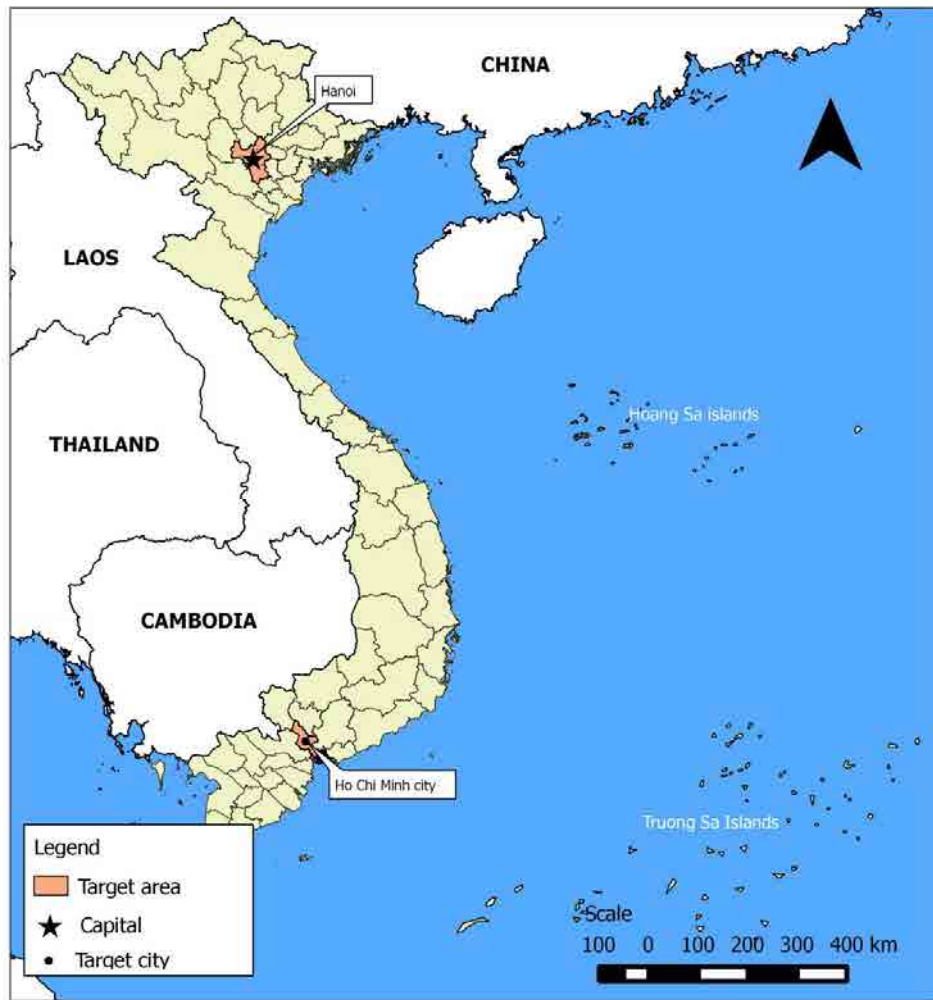 CHINA
Hanoi
LAOS
Hoang Sa islands
THAILAND
CAMBODIA
Ho Chi Minh city
Truong Sa Islands
Legend
Target area
Capital
Target city
Scale
100 0 100 200 300 400 km